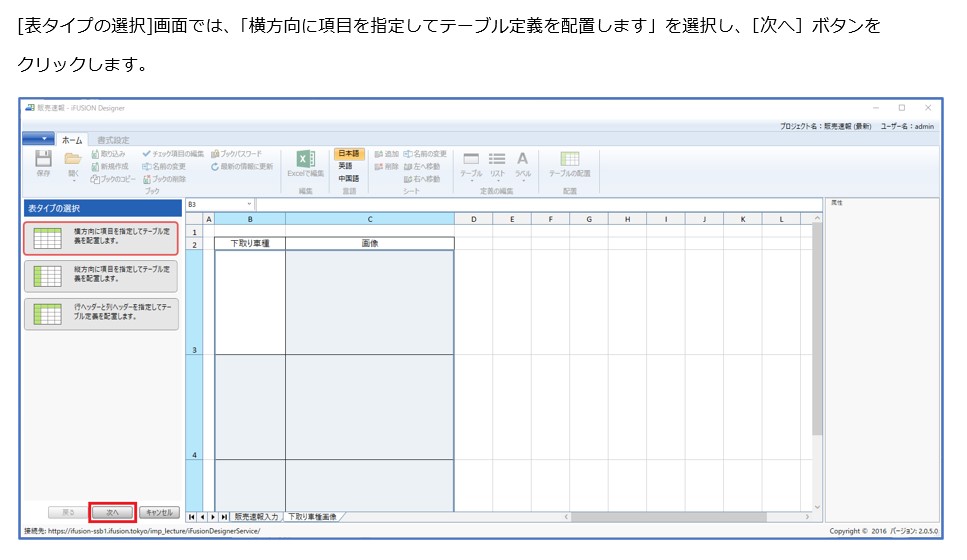 [表タイプの選択]画面では、「横方向に項目を指定してテーブル定義を配置します」を選択し、[次へ] ボタンを
クリックします。
販売速報 - iFUSION Designer
プロジェクト名：販売速報 (最新) ユーザー名：admin
ホーム 書式設定
取り込み チェック項目の編集 ブックパスワード 日本語 追加 名前の変更
新規作成 名前の変更 最新の情報に更新 英語 削除 左へ移動
保存 開く ブックのコピー ブックの削除 Excelで編集 中国語 右へ移動 テーブル リスト ラベル テーブルの配置
ブック 編集 言語 シート 定義の編集 配置
表タイプの選択
横方向に項目を指定してテーブル定
義を配置します。
縦方向に項目を指定してテーブル定
義を配置します。
行ヘッダーと列ヘッダーを指定してテー
ブル定義を配置します。
B3
属性
A B C D E F G H I J K L
1
2 下取り車種 画像
3
4
戻る 次へ キャンセル
販売速報入力 下取り車種画像
接続先: https://ifusion-ssb1.ifusion.tokyo/imp_lecture/iFusionDesignerService/
Copyright © 2016 バージョン: 2.0.5.0